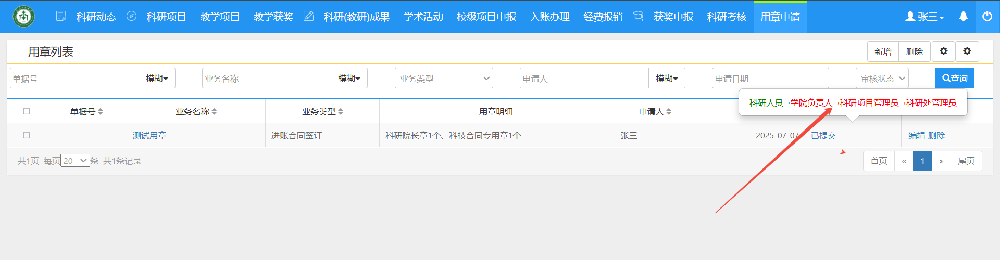 科研动态 科研项目 教学项目 教学获奖 科研(教研)成果 学术活动 校级项目申报 入账办理 经费报销 获奖申报 科研考核 用章申请 张三
用章列表 新增 删除
单据号 模糊 业务名称 模糊 业务类型 申请人 模糊 申请日期 审核状态 查询
科研人员→学院负责人→科研项目管理员→科研处管理员
单据号 业务名称 业务类型 用章明细 申请人
测试用章 进账合同签订 科研院长章1个、科技合同专用章1个 张三 2025-07-07 已提交 编辑 删除
共1页 每页 20 条 共1条记录 首页 « 1 » 尾页